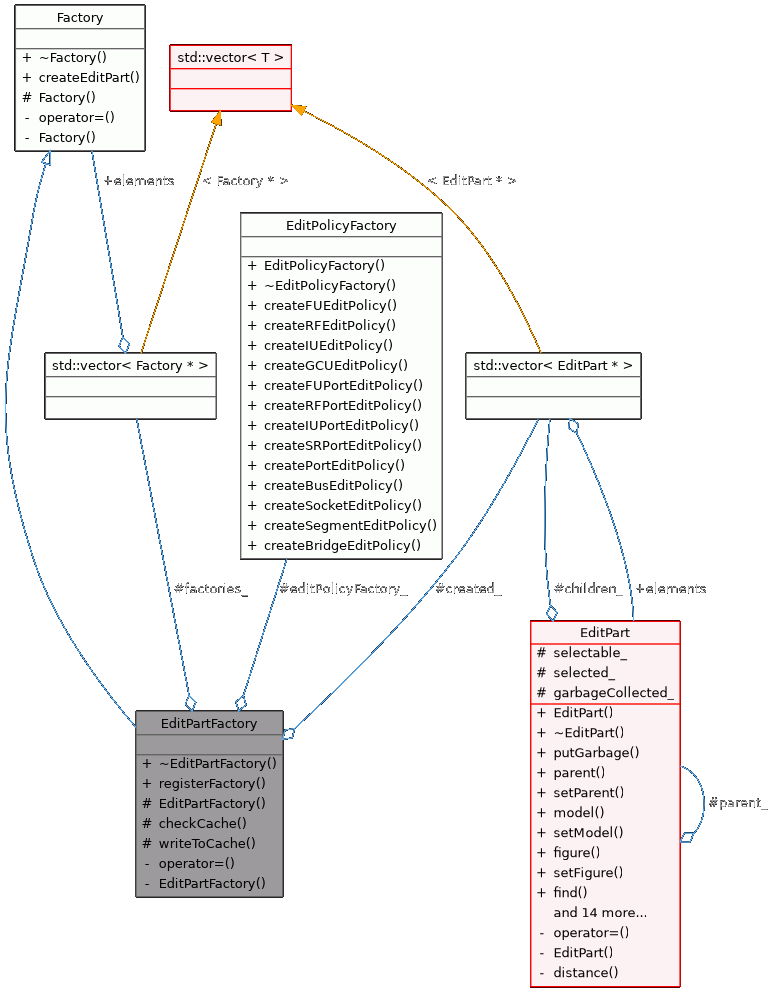 Factory
+ ~Factory()
+ createEditPart()
# Factory()
- operator=()
- Factory()
std::vector< T >
+elements
< Factory * >
< EditPart * >
EditPolicyFactory
+ EditPolicyFactory()
+ ~EditPolicyFactory()
+ createFUEditPolicy()
+ createRFEditPolicy()
+ createIUEditPolicy()
+ createGCUEditPolicy()
+ createFUPortEditPolicy()
+ createRFPortEditPolicy()
+ createIUPortEditPolicy()
+ createSRPortEditPolicy()
+ createPortEditPolicy()
+ createBusEditPolicy()
+ createSocketEditPolicy()
+ createSegmentEditPolicy()
+ createBridgeEditPolicy()
std::vector< Factory * >
std::vector< EditPart * >
#factories_
#editPolicyFactory_
#created_
#children_
+elements
EditPartFactory
+ ~EditPartFactory()
+ registerFactory()
# EditPartFactory()
# checkCache()
# writeToCache()
- operator=()
- EditPartFactory()
EditPart
# selectable_
# selected_
# garbageCollected_
+ EditPart()
+ ~EditPart()
+ putGarbage()
+ parent()
+ setParent()
+ model()
+ setModel()
+ figure()
+ setFigure()
+ find()
and 14 more...
- operator=()
- EditPart()
- distance()
#parent_